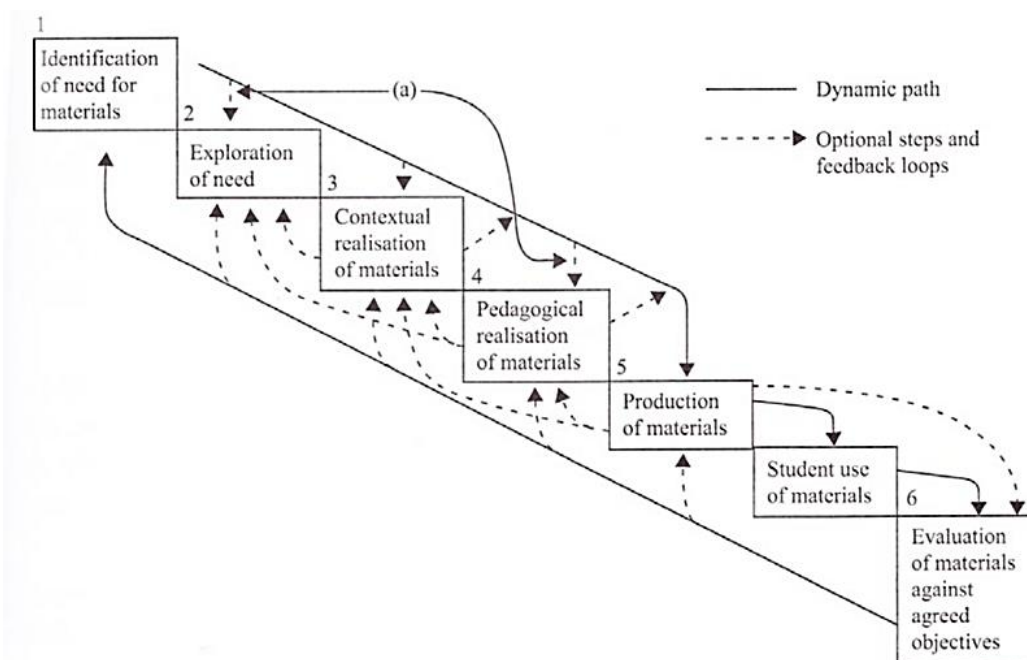 1
Identification
of need for
materials
2
Exploration
of need
3
Contextual
realisation
of materials
4
Pedagogical
realisation
of materials
5
Production
of materials
Student use
of materials
6
Evaluation
of materials
against
agreed
objectives
(a)
Dynamic path
Optional steps and
feedback loops